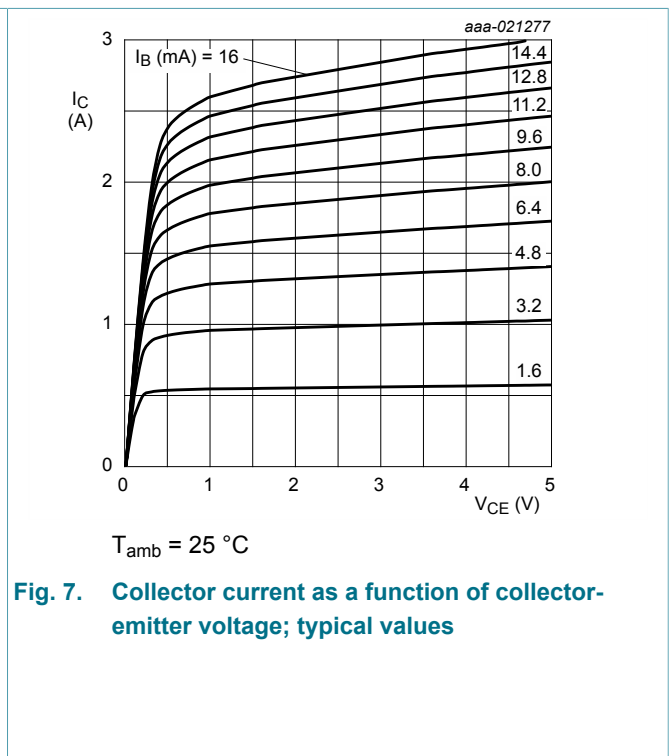 aaa-021277
3
I_B (mA) = 16
14.4
12.8
I_C
(A)
11.2
9.6
2
8.0
6.4
4.8
1
3.2
1.6
0
0 1 2 3 4 5
V_CE (V)
T_amb = 25 °C
Fig. 7. Collector current as a function of collector-
emitter voltage; typical values